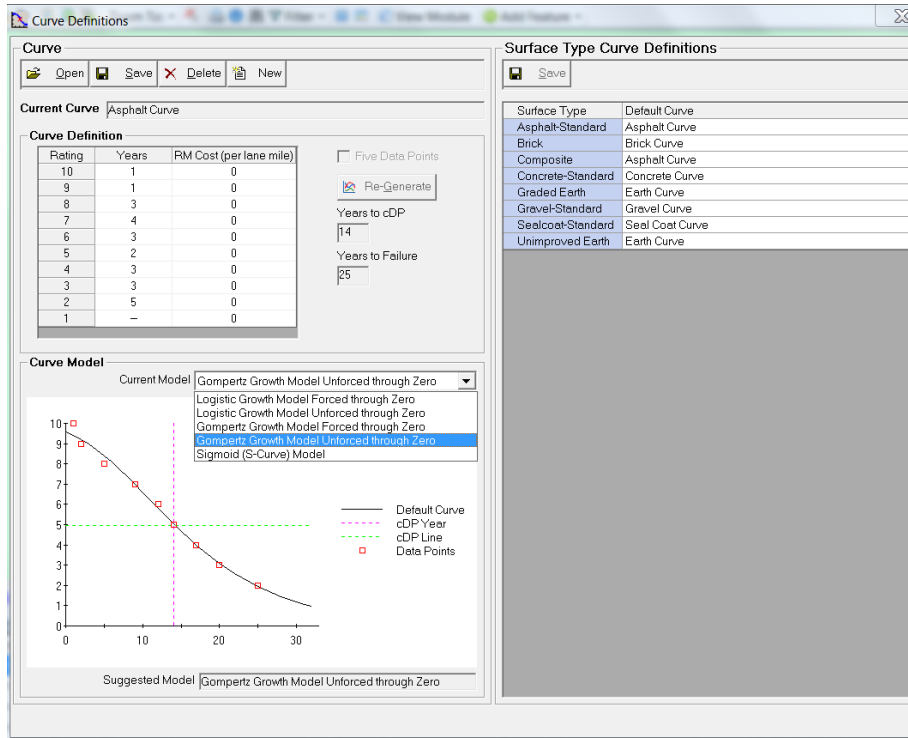 Curve Definitions
Filter
View Module
Add Feature
Curve
Open Save Delete New
Current Curve Asphalt Curve
Curve Definition
Rating Years RM Cost (per lane mile)
10 1 0
9 1 0
8 3 0
7 4 0
6 3 0
5 2 0
4 3 0
3 3 0
2 5 0
1 – 0
Five Data Points
Re-Generate
Years to cDP
14
Years to Failure
25
Curve Model
Current Model Gompertz Growth Model Unforced through Zero
Logistic Growth Model Forced through Zero
Logistic Growth Model Unforced through Zero
Gompertz Growth Model Forced through Zero
Gompertz Growth Model Unforced through Zero
Sigmoid (S-Curve) Model
10
9
8
7
6
5
4
3
2
1
0
0 10 20 30
Default Curve
cDP Year
cDP Line
Data Points
Suggested Model Gompertz Growth Model Unforced through Zero
Surface Type Curve Definitions
Save
Surface Type Default Curve
Asphalt-Standard Asphalt Curve
Brick Brick Curve
Composite Asphalt Curve
Concrete-Standard Concrete Curve
Graded Earth Earth Curve
Gravel-Standard Gravel Curve
Sealcoat-Standard Seal Coat Curve
Unimproved Earth Earth Curve